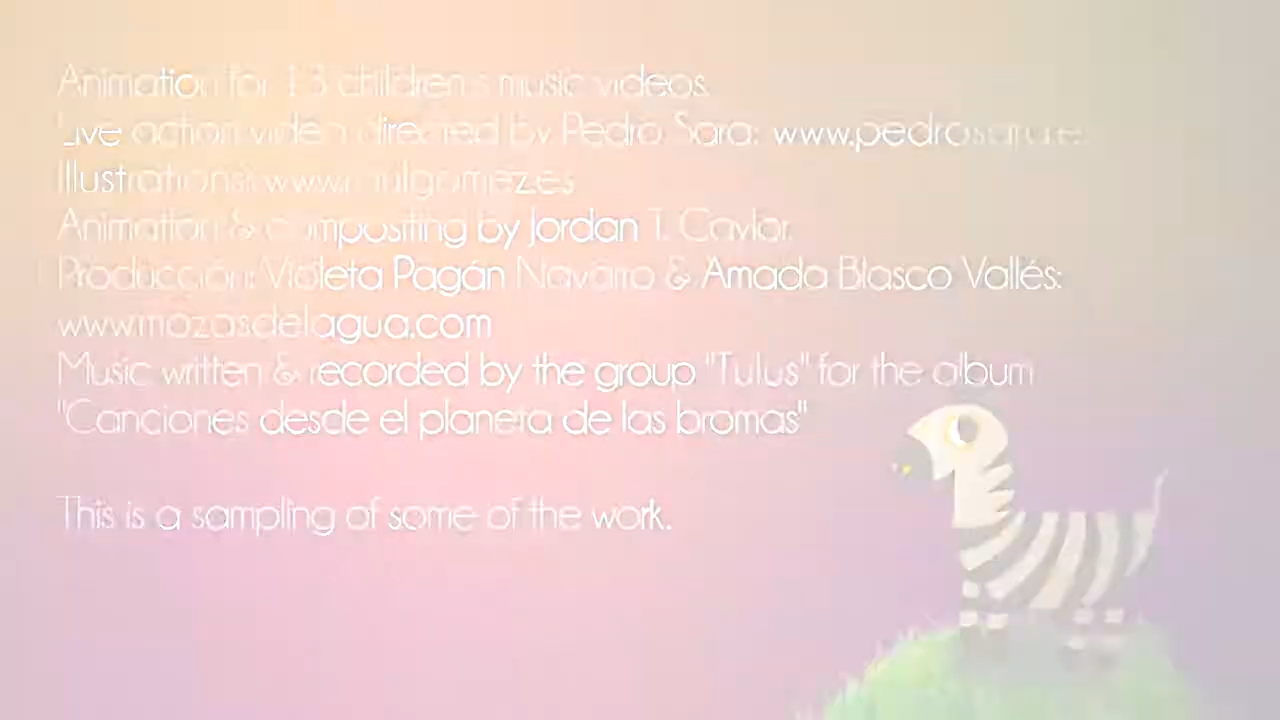 Animation for 13 children's music videos.
Live action video directed by Pedro Sara: www.pedrosara.es
Illustrations: www.raulgomez.es
Animation & compositing by Jordan T. Caylor.
Producción: Violeta Pagán Navarro & Amada Blasco Vallés:
www.mozasdelagua.com
Music written & recorded by the group "Tulus" for the album
"Canciones desde el planeta de las bromas"
This is a sampling of some of the work.